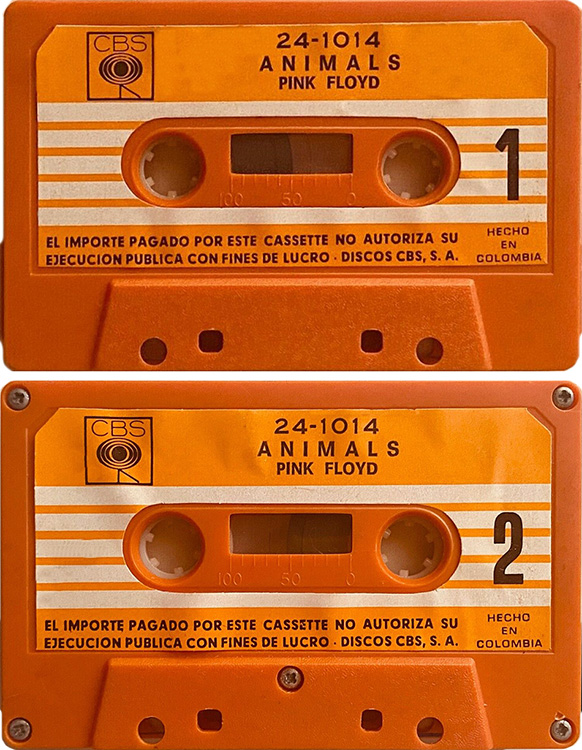 CBS
24-1014
ANIMALS
PINK FLOYD
1
100 50 0
EL IMPORTE PAGADO POR ESTE CASSETTE NO AUTORIZA SU
EJECUCION PUBLICA CON FINES DE LUCRO · DISCOS CBS, S. A.
HECHO
EN
COLOMBIA
CBS
24-1014
ANIMALS
PINK FLOYD
2
100 50 0
EL IMPORTE PAGADO POR ESTE CASSETTE NO AUTORIZA SU
EJECUCION PUBLICA CON FINES DE LUCRO · DISCOS CBS, S. A.
HECHO
EN
COLOMBIA